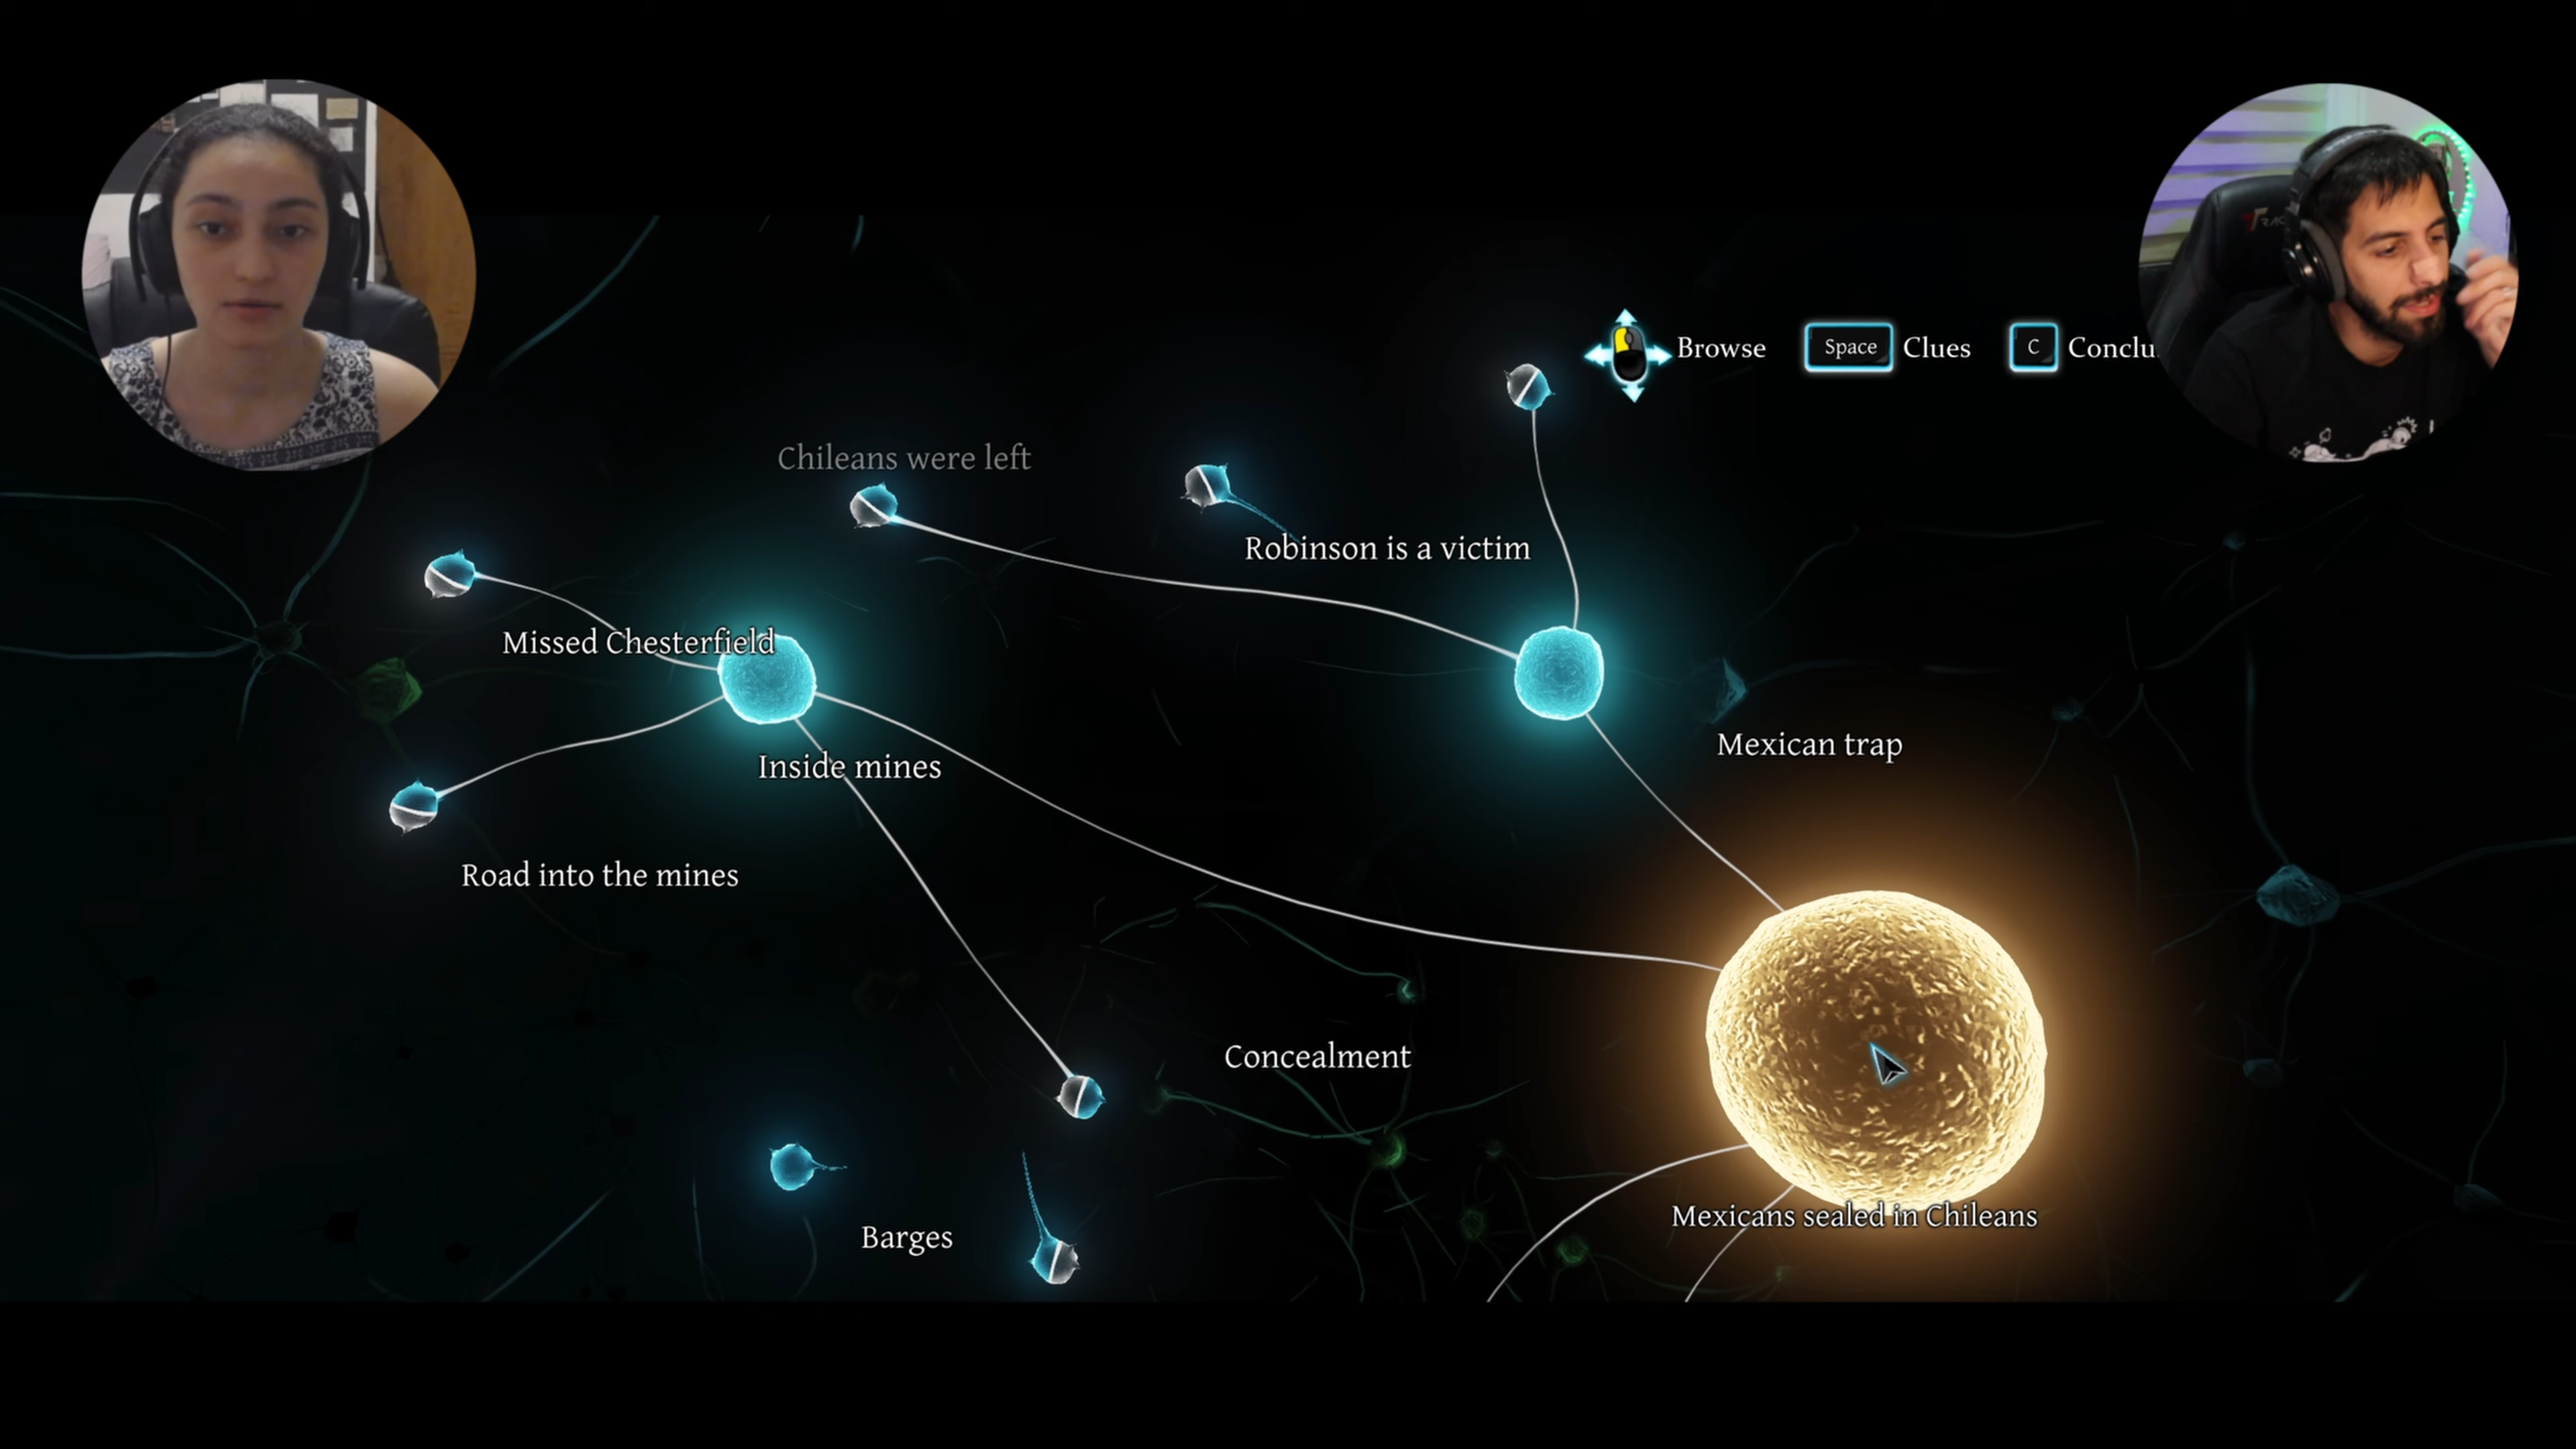 Browse
Space
Clues
C
Conclu
Chileans were left
Robinson is a victim
Missed Chesterfield
Mexican trap
Inside mines
Road into the mines
Concealment
Mexicans sealed in Chileans
Barges